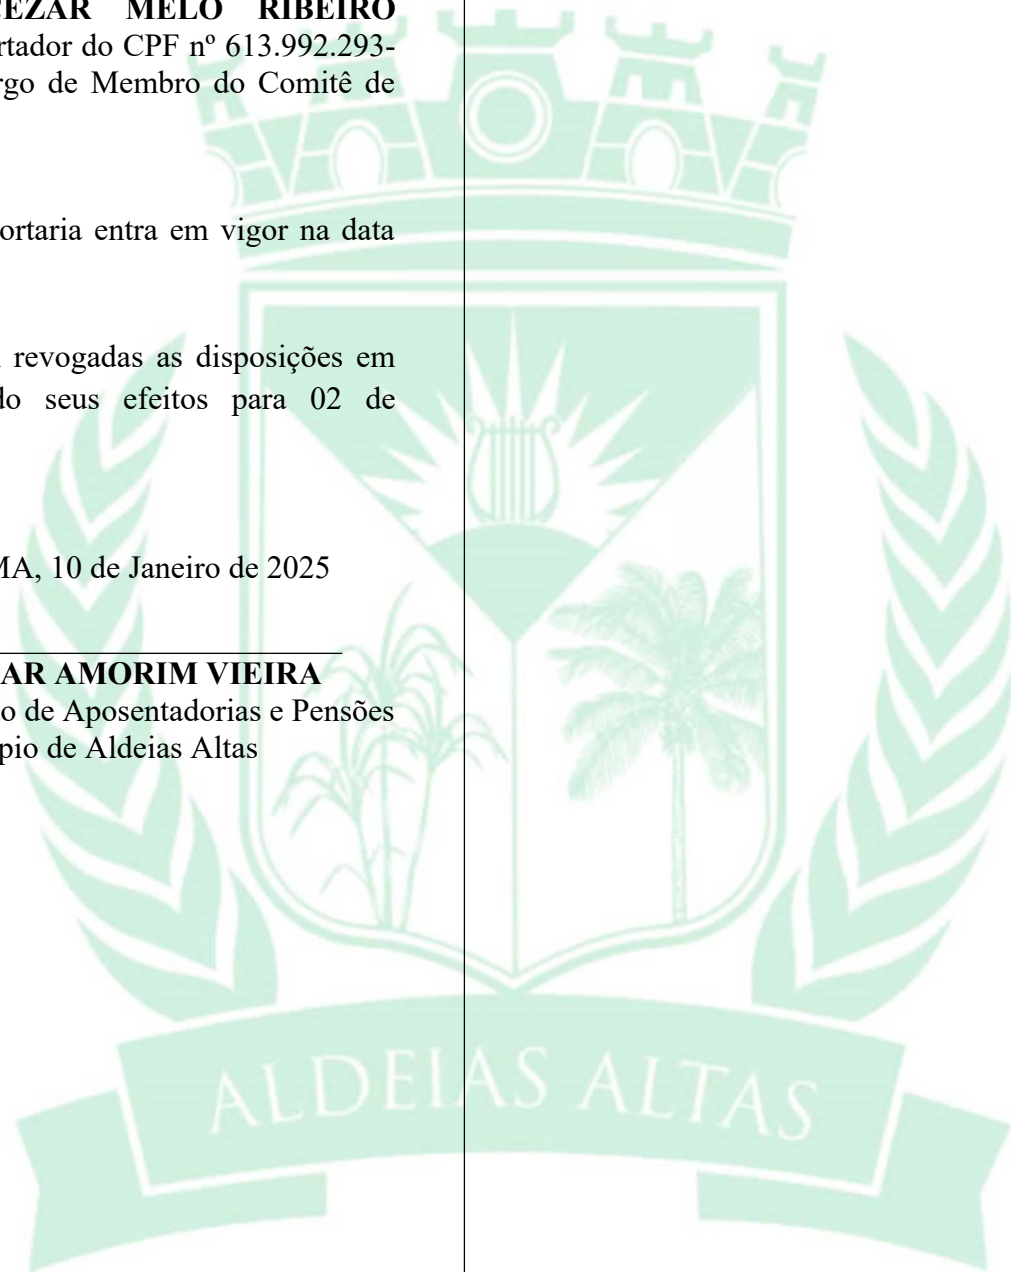 CEZAR MELO RIBEIRO
rtador do CPF nº 613.992.293-
rgo de Membro do Comitê de
ortaria entra em vigor na data
revogadas as disposições em
do seus efeitos para 02 de
MA, 10 de Janeiro de 2025
AR AMORIM VIEIRA
o de Aposentadorias e Pensões
pio de Aldeias Altas
ALDEIAS ALTAS